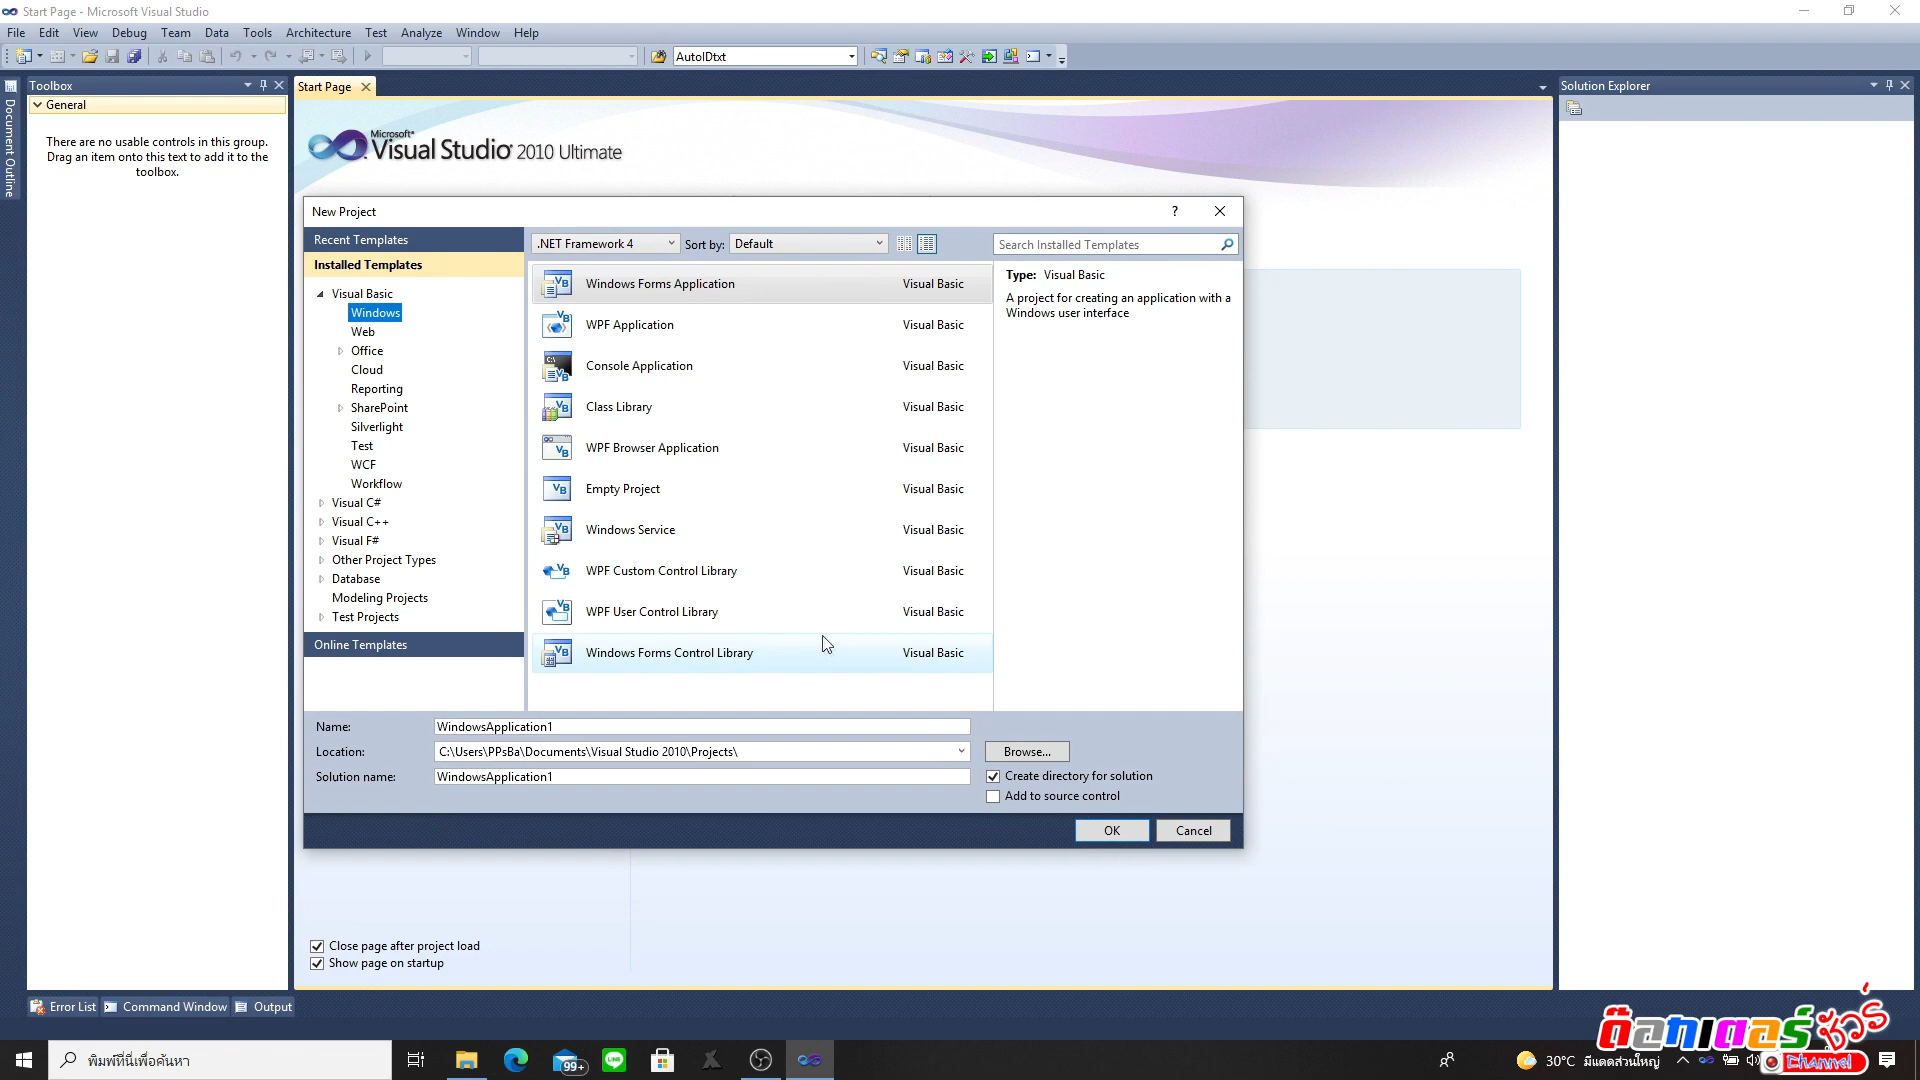 Start Page - Microsoft Visual Studio
File Edit View Debug Team Data Tools Architecture Test Analyze Window Help
AutoIDtxt
Toolbox
General
There are no usable controls in this group. Drag an item onto this text to add it to the toolbox.
Document Outline
Start Page
Microsoft®
Visual Studio® 2010 Ultimate
Solution Explorer
New Project
?
Recent Templates
Installed Templates
Visual Basic
Windows
Web
Office
Cloud
Reporting
SharePoint
Silverlight
Test
WCF
Workflow
Visual C#
Visual C++
Visual F#
Other Project Types
Database
Modeling Projects
Test Projects
Online Templates
.NET Framework 4
Sort by: Default
Search Installed Templates
Windows Forms Application Visual Basic
WPF Application Visual Basic
Console Application Visual Basic
Class Library Visual Basic
WPF Browser Application Visual Basic
Empty Project Visual Basic
Windows Service Visual Basic
WPF Custom Control Library Visual Basic
WPF User Control Library Visual Basic
Windows Forms Control Library Visual Basic
Type: Visual Basic
A project for creating an application with a
Windows user interface
Name: WindowsApplication1
Location: C:\Users\PPsBa\Documents\Visual Studio 2010\Projects\
Browse...
Solution name: WindowsApplication1
Create directory for solution
Add to source control
OK Cancel
Close page after project load
Show page on startup
Error List Command Window Output
พิมพ์ที่นี่เพื่อค้นหา
99+
LINE
30°C มีแดดส่วนใหญ่
ด๊อกเตอร์ ชัวร์
Channel